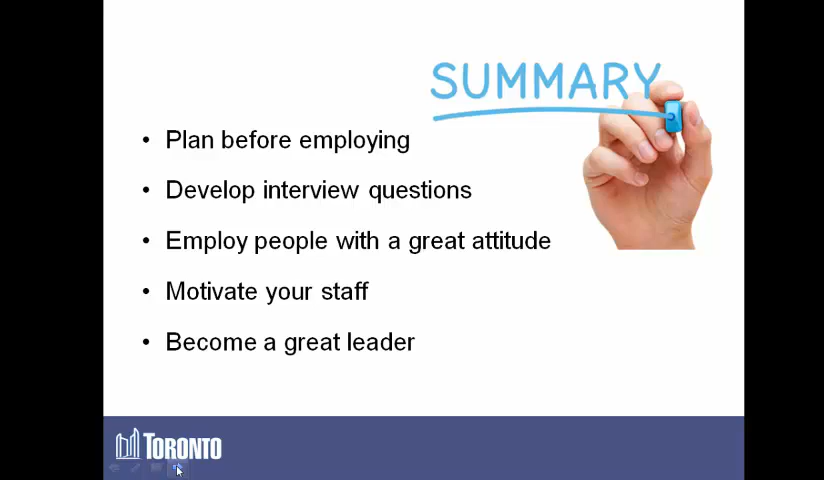 SUMMARY
• Plan before employing
• Develop interview questions
• Employ people with a great attitude
• Motivate your staff
• Become a great leader
TORONTO